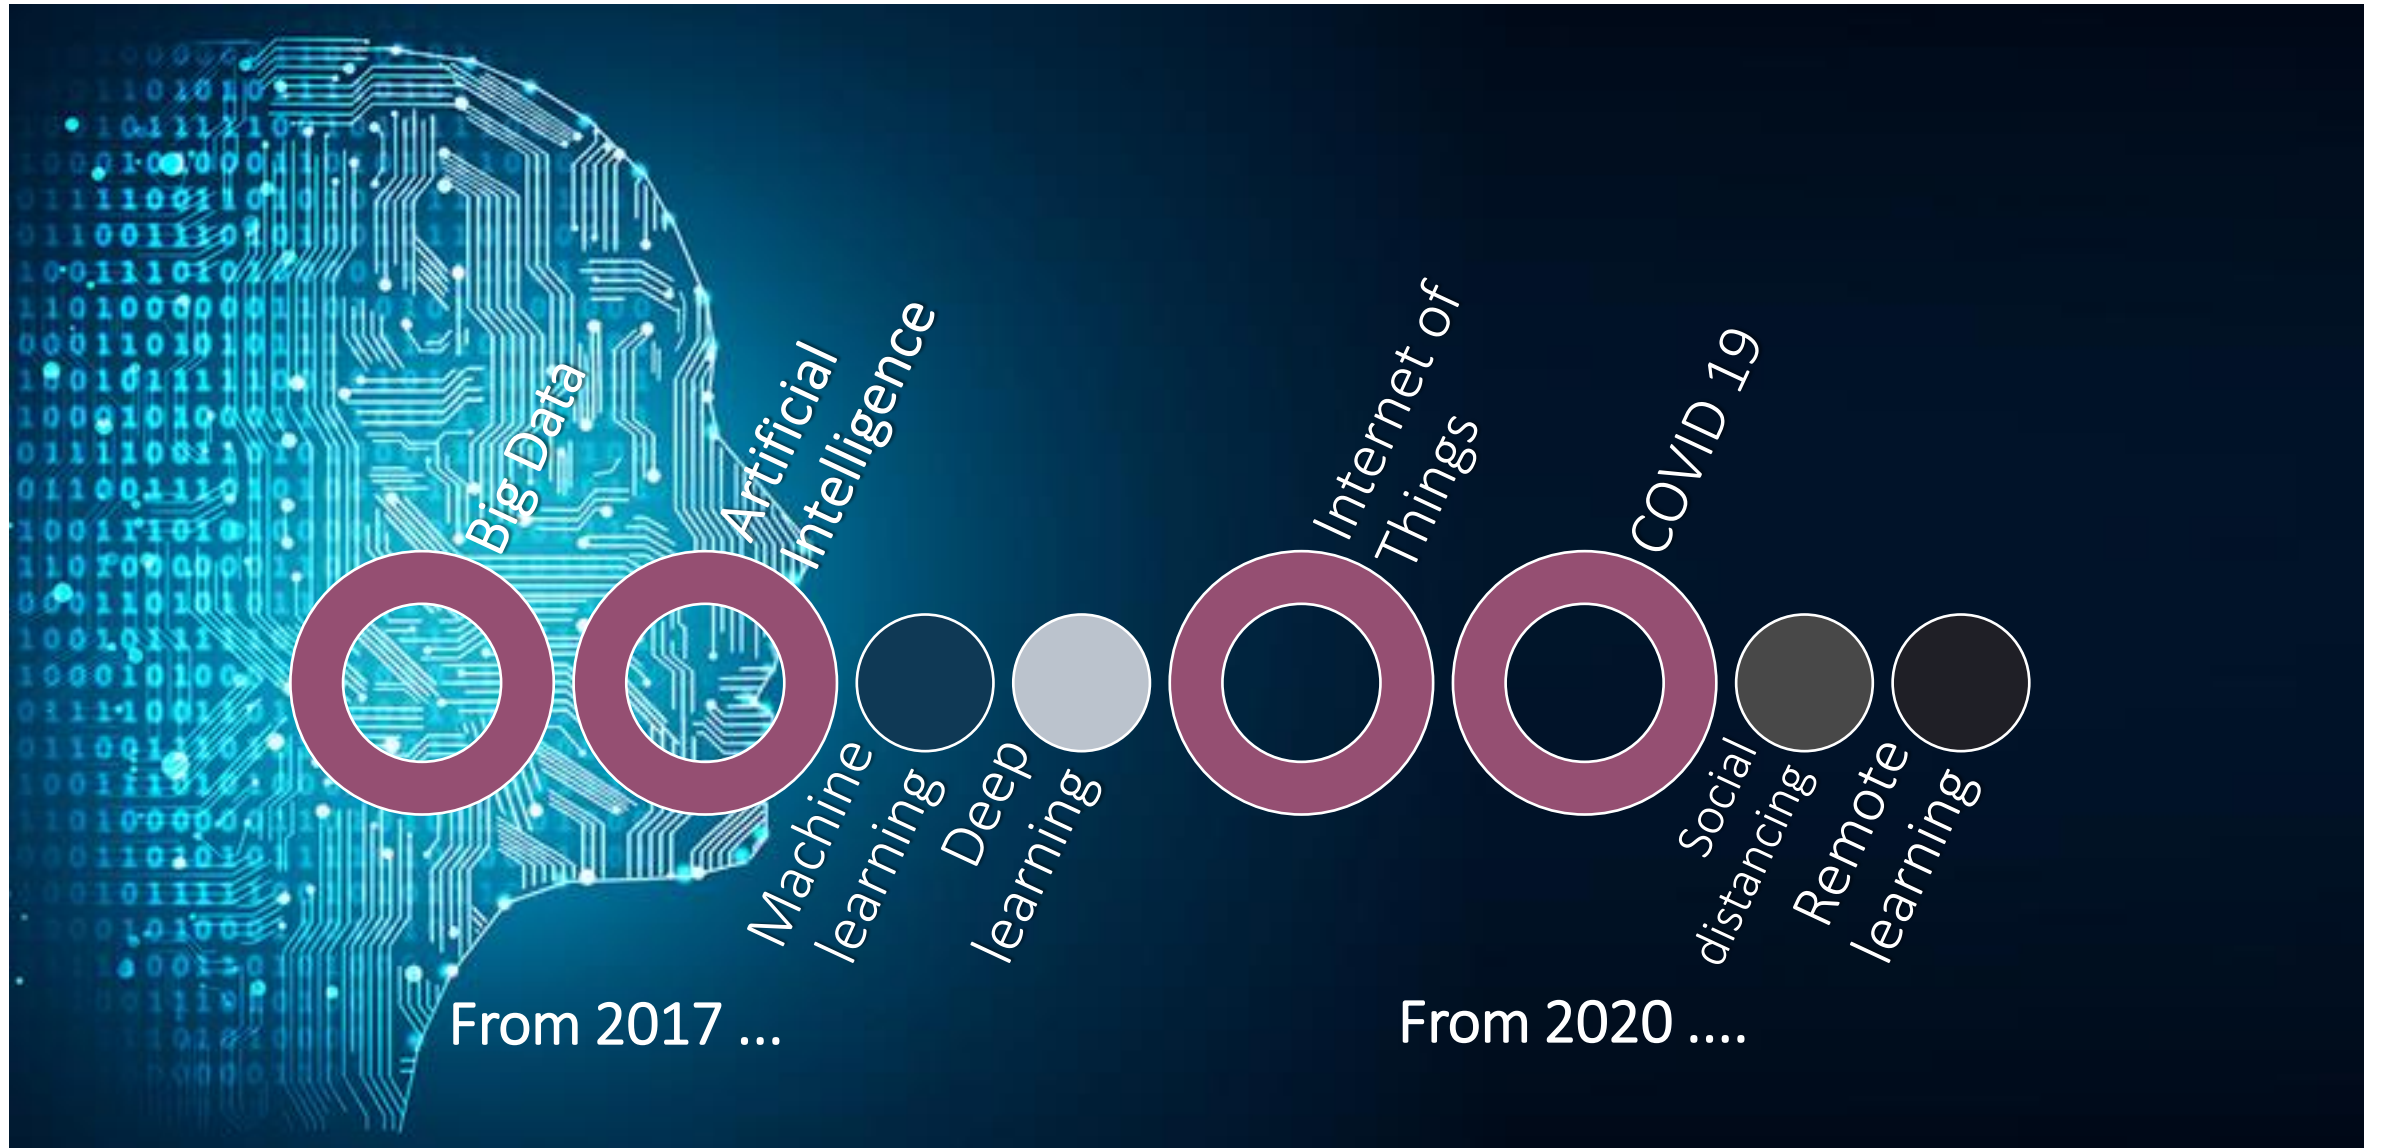 Big Data
Artificial
Intelligence
Machine
learning
Deep
learning
Internet of
Things
COVID 19
Social
distancing
Remote
learning
From 2017 ...
From 2020 ....